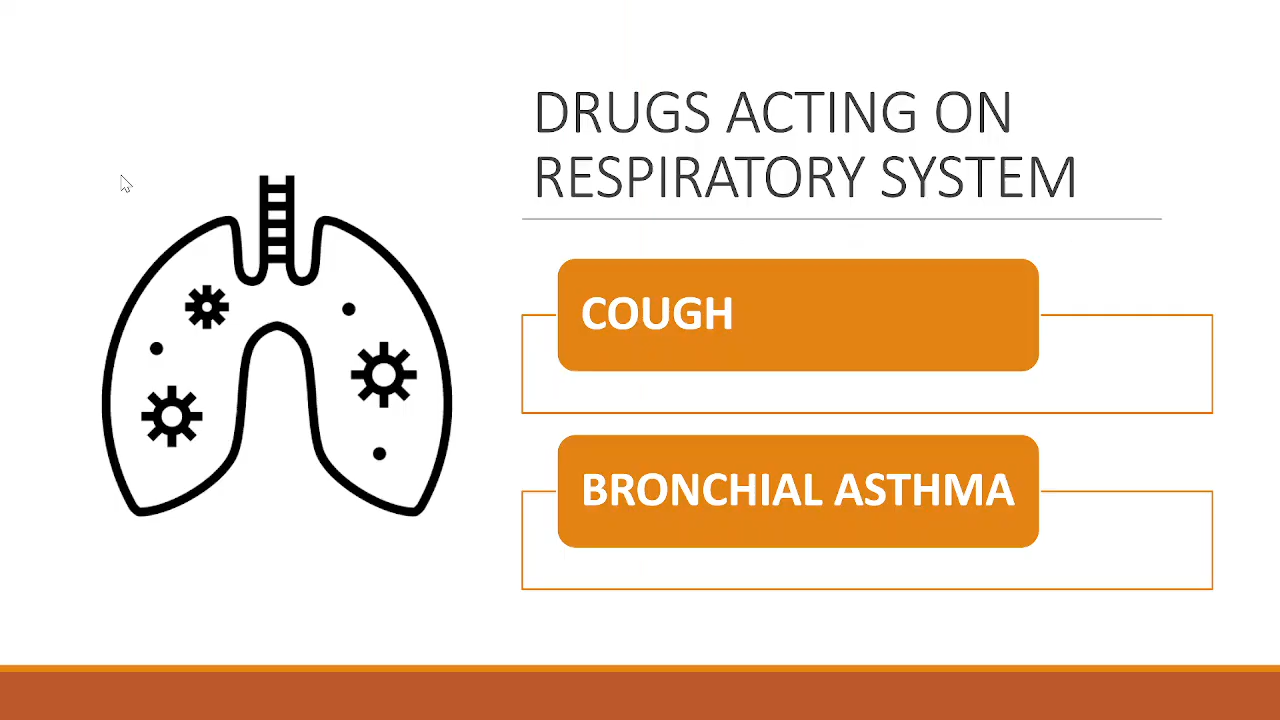 DRUGS ACTING ON
RESPIRATORY SYSTEM
COUGH
BRONCHIAL ASTHMA